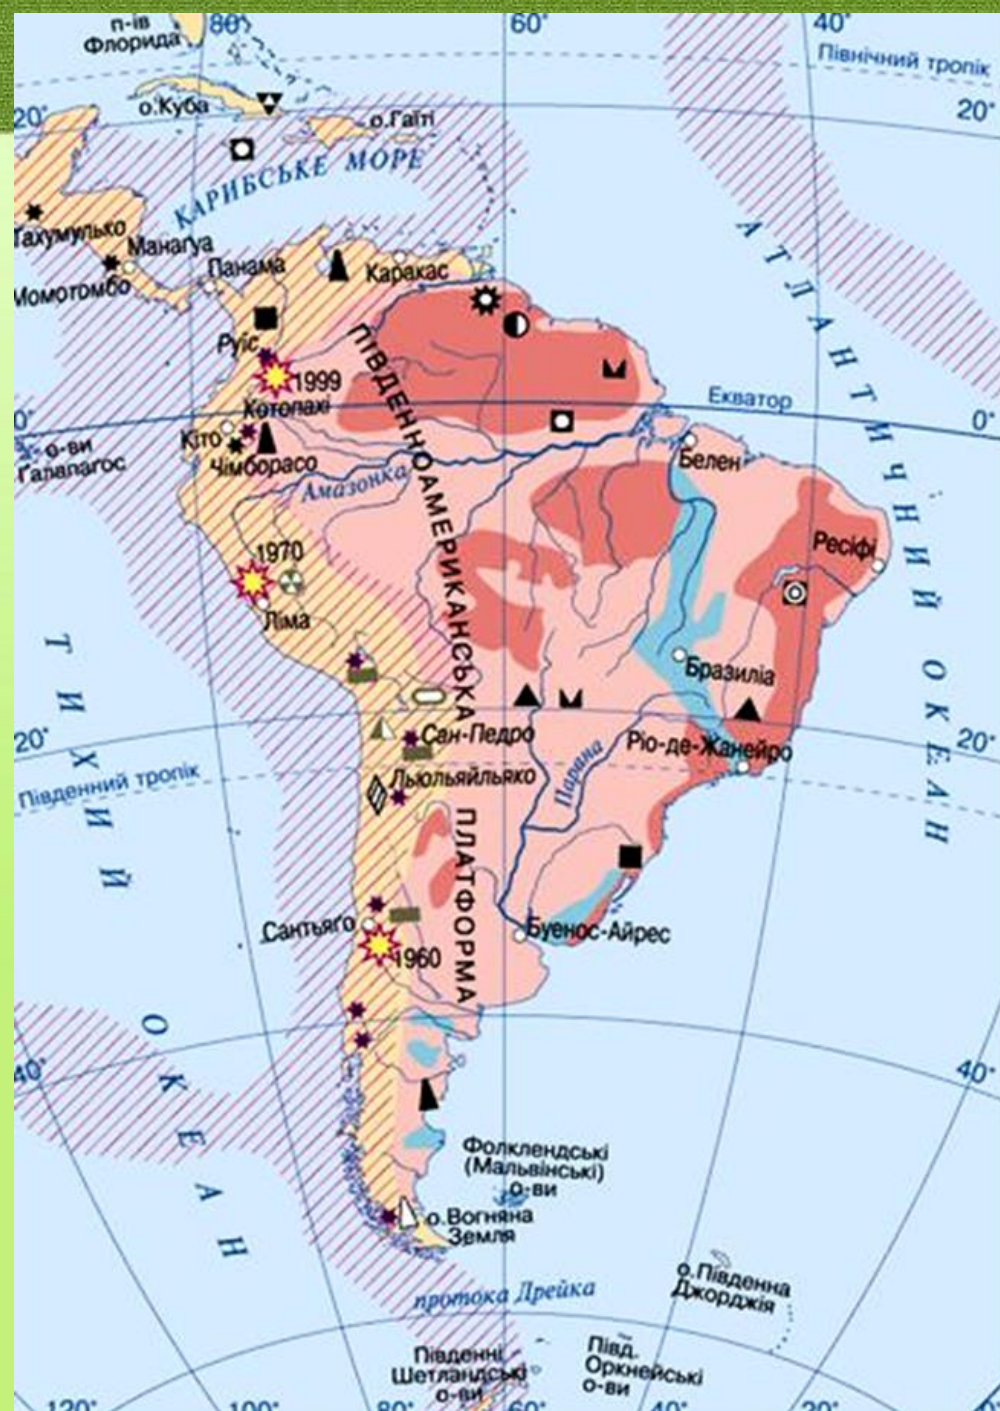 п-ів
Флорида
80°
60°
40°
Північний тропік
20°
о.Куба
о.Гаїті
20°
КАРИБСЬКЕ МОРЕ
Тахумулько
Манагуа
Момотомбо
Панама
Каракас
АТЛАНТИЧНИЙ ОКЕАН
Руїс
1999
Котопахі
Екватор
0°
0°
о-ви
Ґалапаґос
Кіто
Чімборасо
Белен
Амазонка
ПІВДЕННОАМЕРИКАНСЬКА
ПЛАТФОРМА
Ресіфі
1970
Ліма
ТИХИЙ
ОКЕАН
Бразиліа
20°
Сан-Педро
Ріо-де-Жанейро
20°
Південний тропік
Льюльяйльяко
Парана
Сантьяґо
1960
Буенос-Айрес
40°
40°
Фолклендські
(Мальвінські)
о-ви
о.Вогняна
Земля
о.Південна
Джорджія
протока Дрейка
Південні
Шетландські
о-ви
Півд.
Оркнейські
о-ви
120°
100°
80°
60°
40°
20°